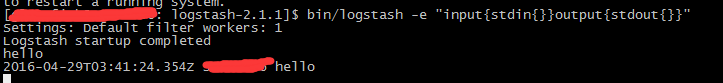 to restart a running system.
[ logstash-2.1.1]$ bin/logstash -e "input{stdin{}}output{stdout{}}"
Settings: Default filter workers: 1
Logstash startup completed
hello
2016-04-29T03:41:24.354Z hello